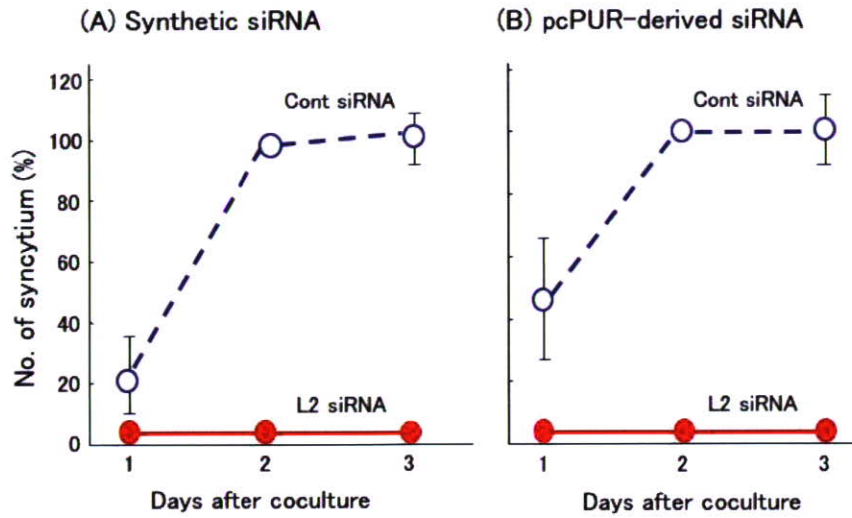 (A) Synthetic siRNA
(B) pcPUR-derived siRNA
No. of syncytium (%)
120
100
80
60
40
20
0
Cont siRNA
L2 siRNA
1 2 3
Days after coculture
Cont siRNA
L2 siRNA
1 2 3
Days after coculture